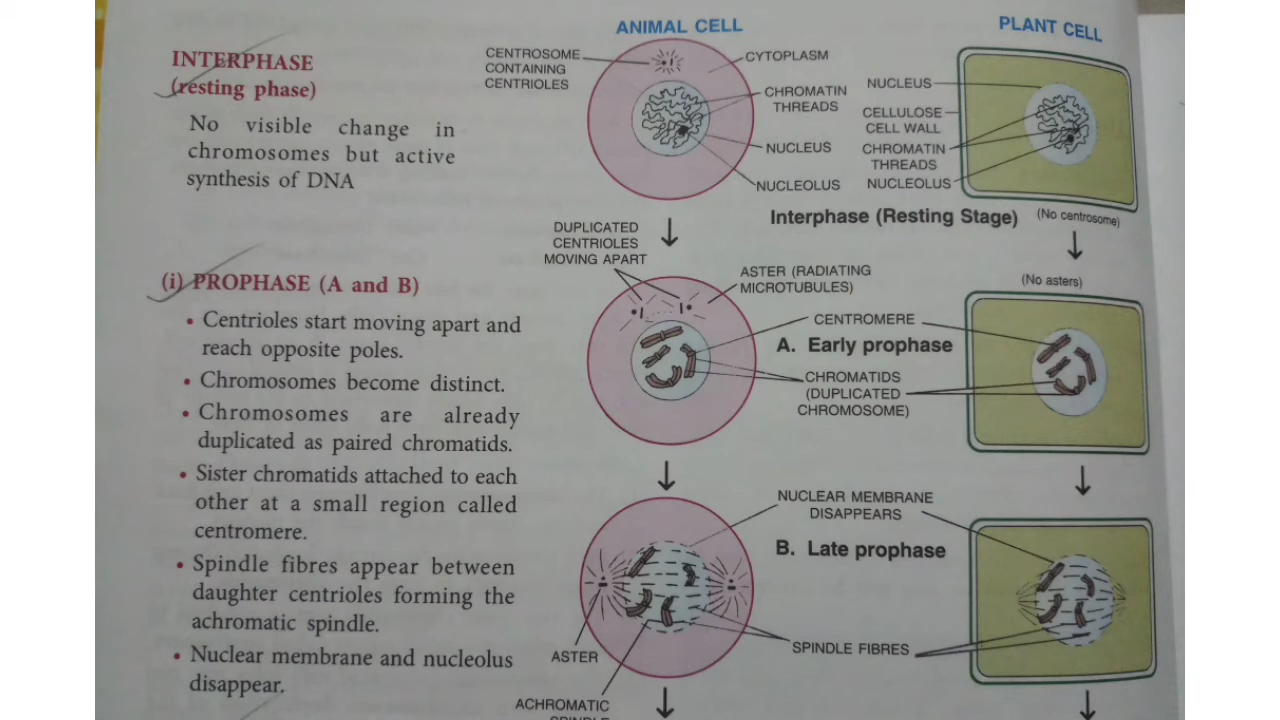 INTERPHASE
(resting phase)
No visible change in
chromosomes but active
synthesis of DNA
(i) PROPHASE (A and B)
• Centrioles start moving apart and
reach opposite poles.
• Chromosomes become distinct.
• Chromosomes are already
duplicated as paired chromatids.
• Sister chromatids attached to each
other at a small region called
centromere.
• Spindle fibres appear between
daughter centrioles forming the
achromatic spindle.
• Nuclear membrane and nucleolus
disappear.
ANIMAL CELL
CENTROSOME
CONTAINING
CENTRIOLES
CYTOPLASM
CHROMATIN
THREADS
NUCLEUS
NUCLEOLUS
PLANT CELL
NUCLEUS
CELLULOSE
CELL WALL
CHROMATIN
THREADS
NUCLEOLUS
Interphase (Resting Stage)
(No centrosome)
DUPLICATED
CENTRIOLES
MOVING APART
ASTER (RADIATING
MICROTUBULES)
(No asters)
CENTROMERE
A. Early prophase
CHROMATIDS
(DUPLICATED
CHROMOSOME)
NUCLEAR MEMBRANE
DISAPPEARS
B. Late prophase
SPINDLE FIBRES
ASTER
ACHROMATIC
SPINDLE